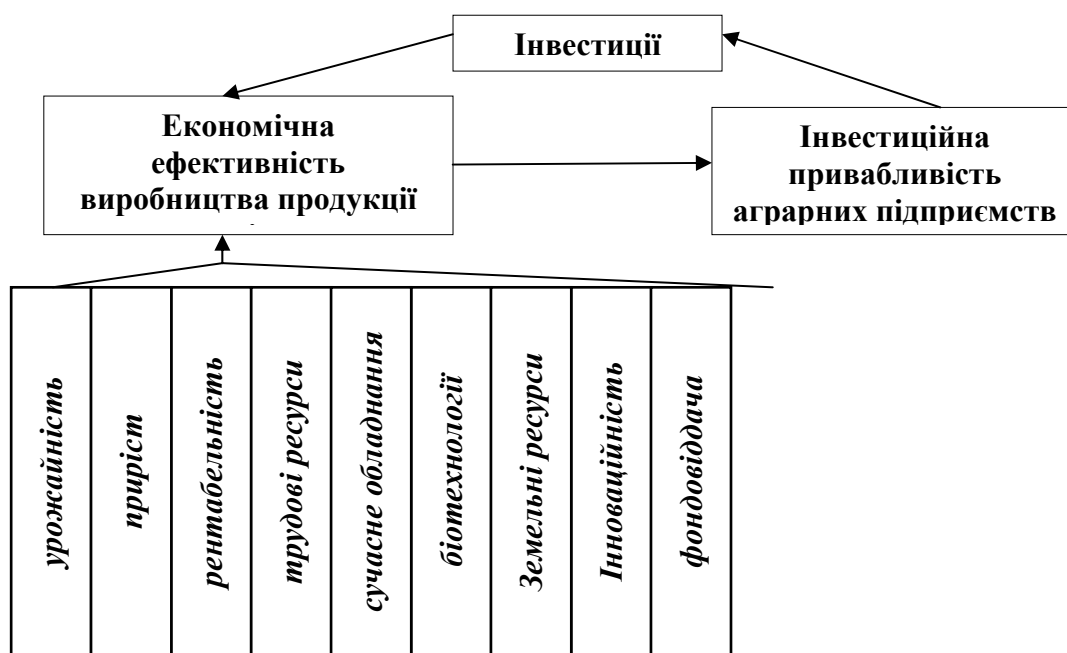 Інвестиції
Економічна
ефективність
виробництва продукції
Інвестиційна
привабливість
аграрних підприємств
урожайність
приріст
рентабельність
трудові ресурси
сучасне обладнання
біотехнології
Земельні ресурси
Інноваційність
фондовіддача